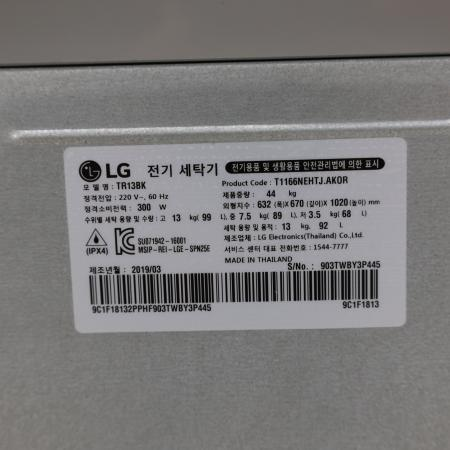 LG 전기 세탁기 전기용품 및 생활용품 안전관리법에 의한 표시
모 델 명 : TR13BK Product Code : T1166NEHTJ.AKOR
정격전압 : 220 V~, 60 Hz 제품중량 : 44 kg
정격소비전력 : 300 W 외형치수 : 632 (폭)X 670 (깊이)X 1020 (높이) mm
수위별 세탁 용량 및 수량 : 고 13 kg( 99 L), 중 7.5 kg( 89 L) 저 3.5 kg( 68 L)
세탁 용량 및 용적 : 13 kg, 92 L
(IPX4) SU071942-16001 제조업체 : LG Electronics(Thailand) Co.,Ltd.
MSIP-REI-LGE-SPN25E 서비스 센터 대표 전화번호 : 1544-7777
MADE IN THAILAND
제조년월 : 2019/03 S/No. : 903TWBY3P445
9C1F18132PPHF903TWBY3P445 9C1F1813